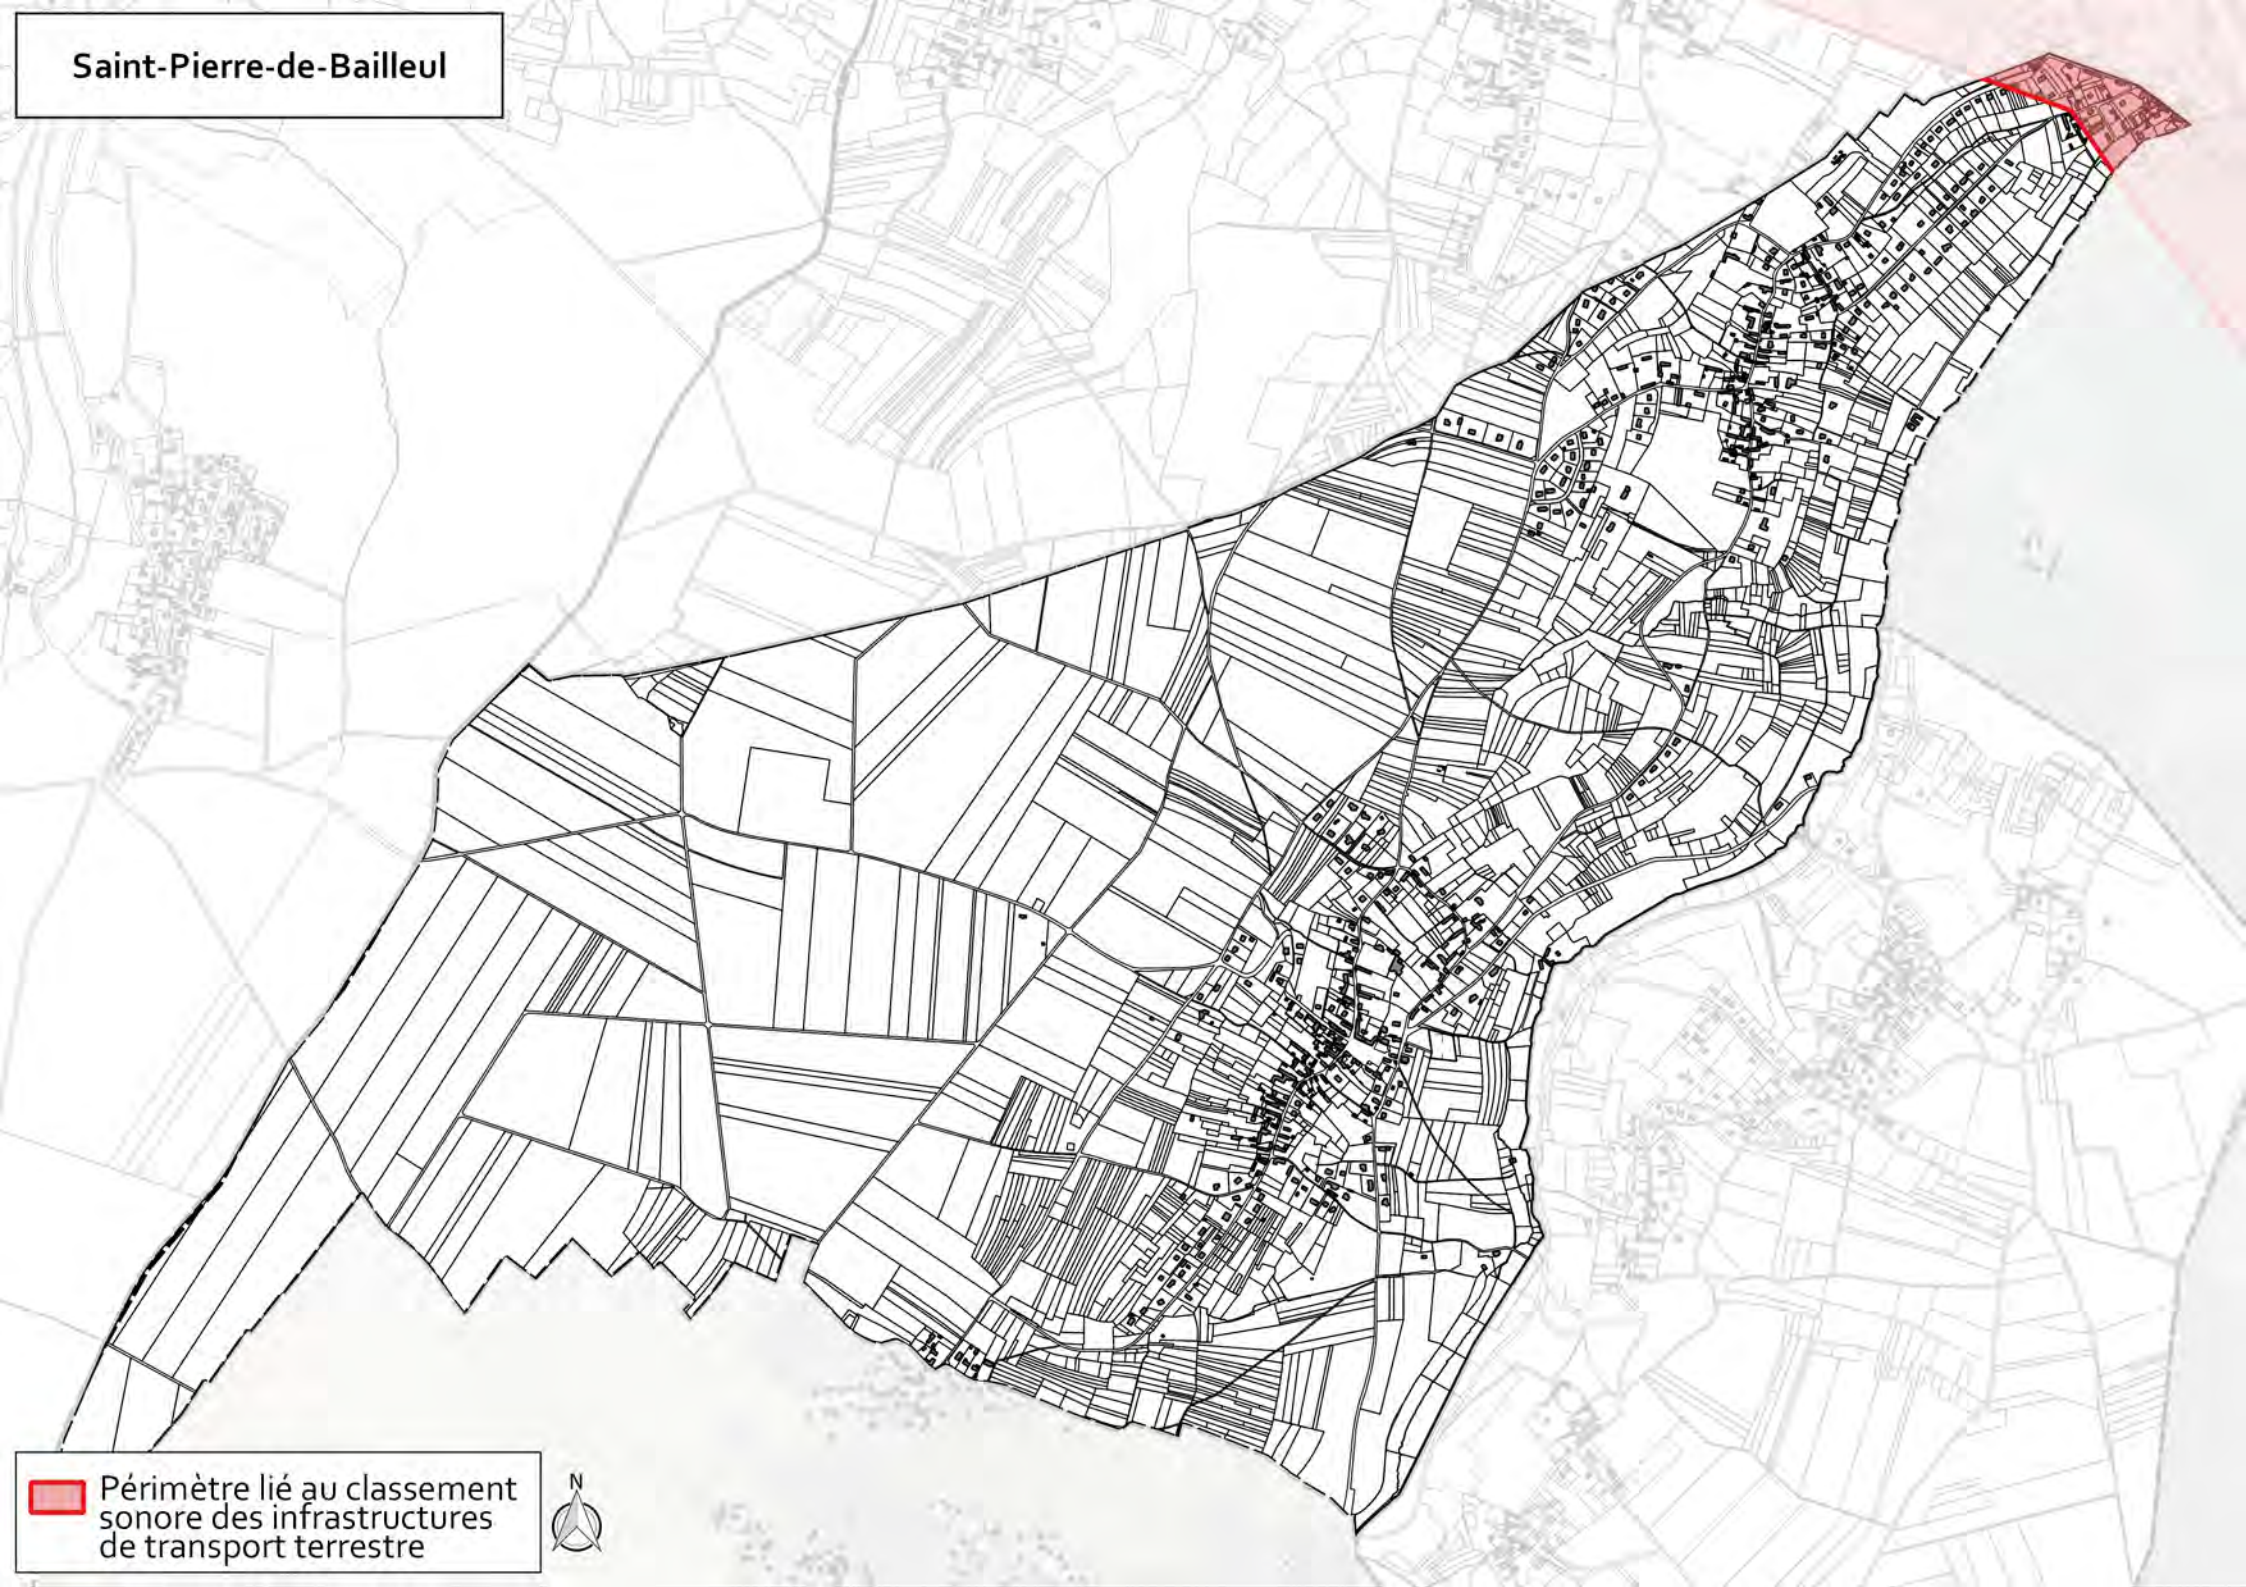 Saint-Pierre-de-Bailleul
Périmètre lié au classement
sonore des infrastructures
de transport terrestre
N